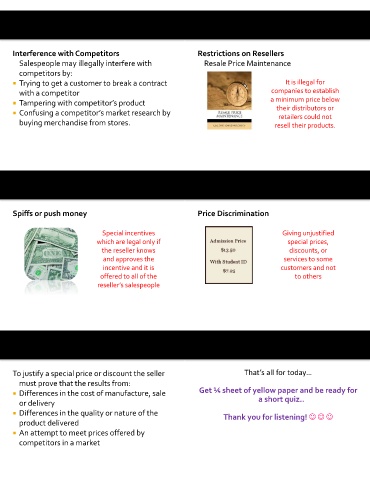 Interference with Competitors
Salespeople may illegally interfere with
competitors by:
Trying to get a customer to break a contract
with a competitor
Tampering with competitor's product
Confusing a competitor's market research by
buying merchandise from stores.
Restrictions on Resellers
Resale Price Maintenance
It is illegal for
companies to establish
a minimum price below
their distributors or
retailers could not
resell their products.
Spiffs or push money
Special incentives
which are legal only if
the reseller knows
and approves the
incentive and it is
offered to all of the
reseller's salespeople
Price Discrimination
Admission Price
With Student ID
Giving unjustified
special prices,
discounts, or
services to some
customers and not
to others
To justify a special price or discount the seller
must prove that the results from:
Differences in the cost of manufacture, sale
or delivery
Differences in the quality or nature of the
product delivered
An attempt to meet prices offered by
competitors in a market
That's all for today...
Get ¼ sheet of yellow paper and be ready for
a short quiz...
Thank you for listening! ☺☺☺